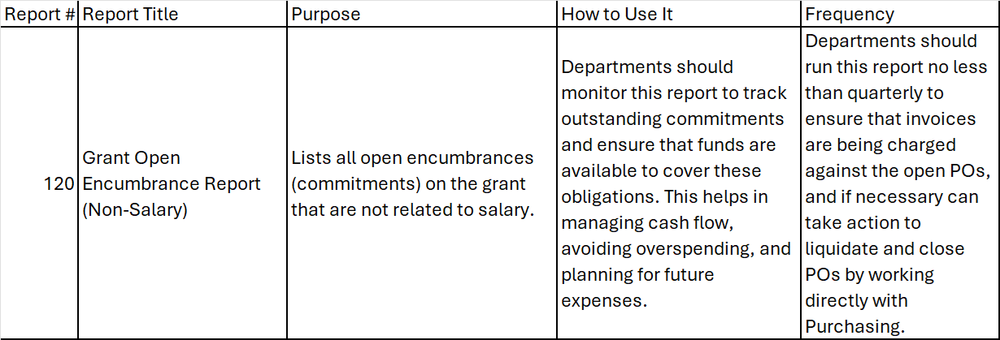 Report # Report Title Purpose How to Use It Frequency
120
Grant Open
Encumbrance Report
(Non-Salary)
Lists all open encumbrances
(commitments) on the grant
that are not related to salary.
Departments should
monitor this report to track
outstanding commitments
and ensure that funds are
available to cover these
obligations. This helps in
managing cash flow,
avoiding overspending, and
planning for future
expenses.
Departments should
run this report no less
than quarterly to
ensure that invoices
are being charged
against the open POs,
and if necessary can
take action to
liquidate and close
POs by working
directly with
Purchasing.